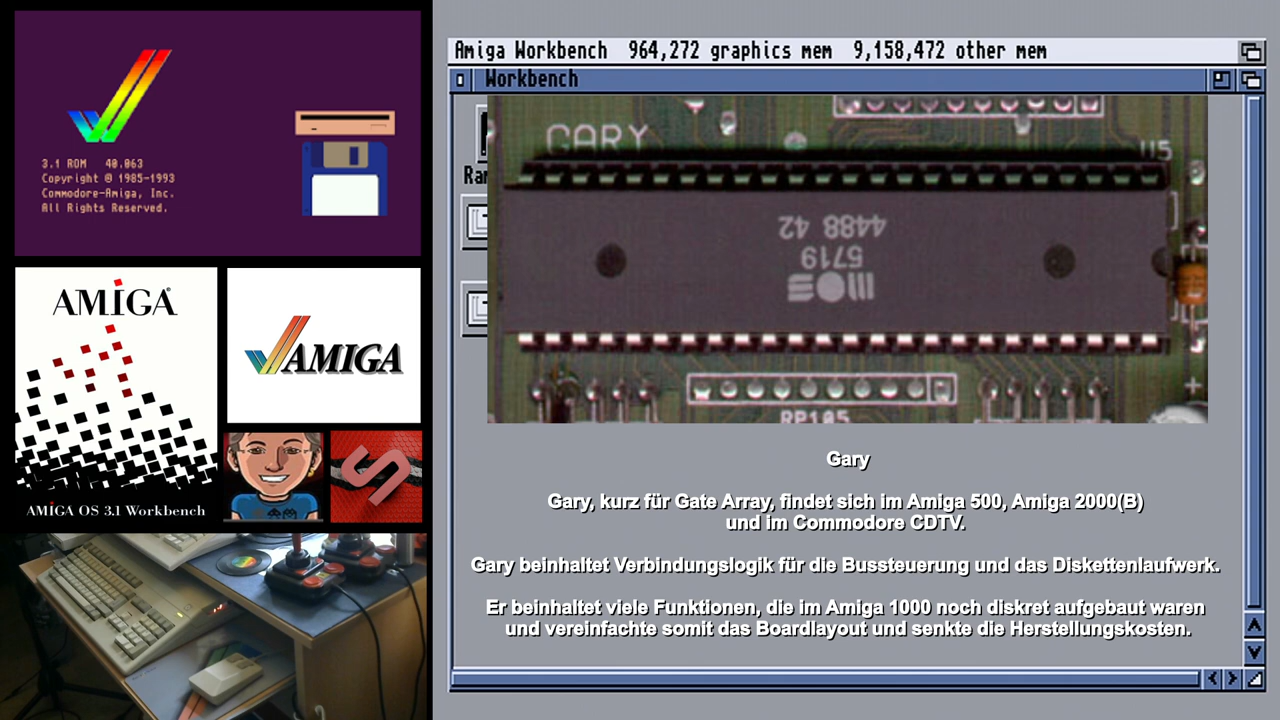 3.1 ROM 40.063
Copyright © 1985-1993
Commodore-Amiga, Inc.
All Rights Reserved.
AMIGA®
AMIGA OS 3.1 Workbench
AMIGA
Amiga Workbench 964,272 graphics mem 9,158,472 other mem
Workbench
Ra
GARY
U5
4488 42
5719
RP105
Gary
Gary, kurz für Gate Array, findet sich im Amiga 500, Amiga 2000(B)
und im Commodore CDTV.
Gary beinhaltet Verbindungslogik für die Bussteuerung und das Diskettenlaufwerk.
Er beinhaltet viele Funktionen, die im Amiga 1000 noch diskret aufgebaut waren
und vereinfachte somit das Boardlayout und senkte die Herstellungskosten.